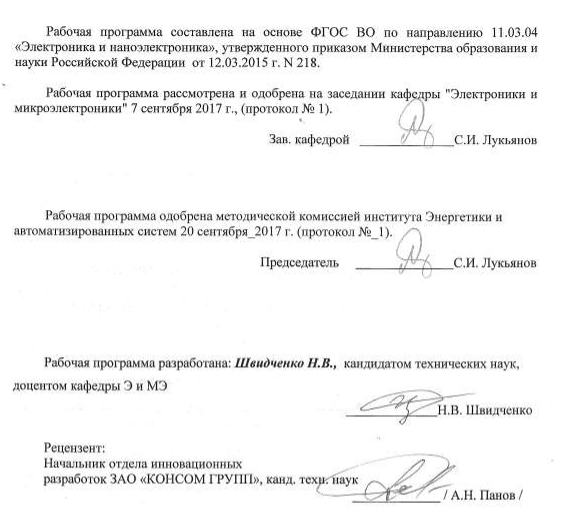 Рабочая программа составлена на основе ФГОС ВО по направлению 11.03.04
«Электроника и наноэлектроника», утвержденного приказом Министерства образования и
науки Российской Федерации от 12.03.2015 г. N 218.
Рабочая программа рассмотрена и одобрена на заседании кафедры "Электроники и
микроэлектроники" 7 сентября 2017 г., (протокол № 1).
Зав. кафедрой ______________С.И. Лукьянов
Рабочая программа одобрена методической комиссией института Энергетики и
автоматизированных систем 20 сентября_2017 г. (протокол №_1).
Председатель ______________С.И. Лукьянов
Рабочая программа разработана: Швидченко Н.В., кандидатом технических наук,
доцентом кафедры Э и МЭ
______________Н.В. Швидченко
Рецензент:
Начальник отдела инновационных
разработок ЗАО «КОНСОМ ГРУПП», канд. техн. наук
_____________ / А.Н. Панов /